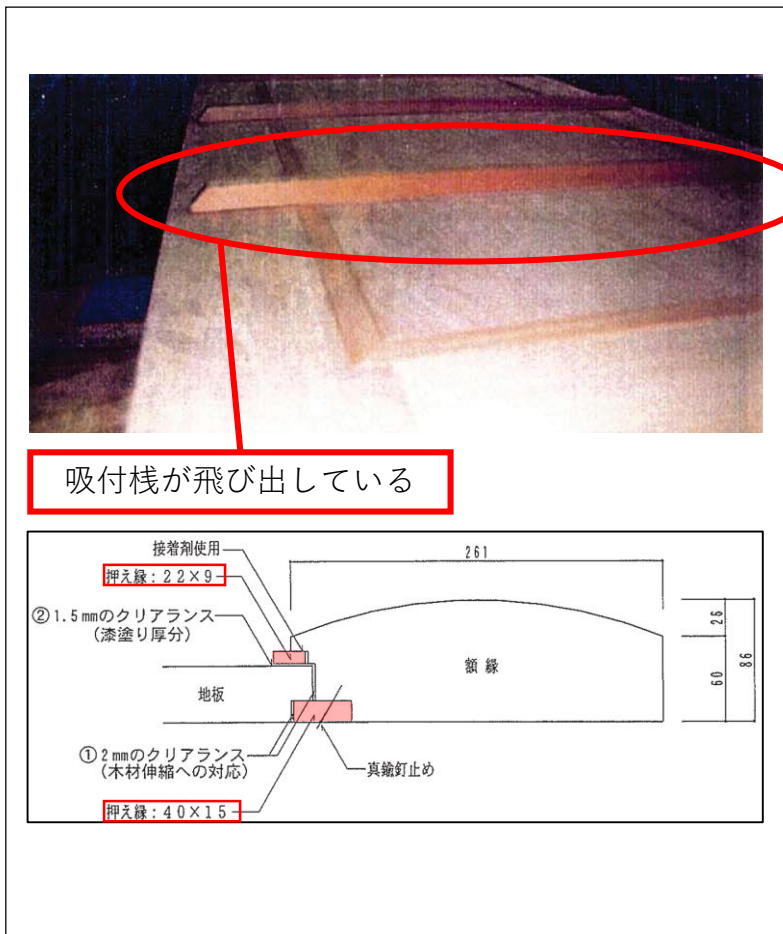 吸付桟が飛び出している
接着剤使用
押え縁：22×9
②1.5㎜のクリアランス
(漆塗り厚分)
地板
①2㎜のクリアランス
(木材伸縮への対応)
押え縁：40×15
真鍮釘止め
額縁
261
26
60
86